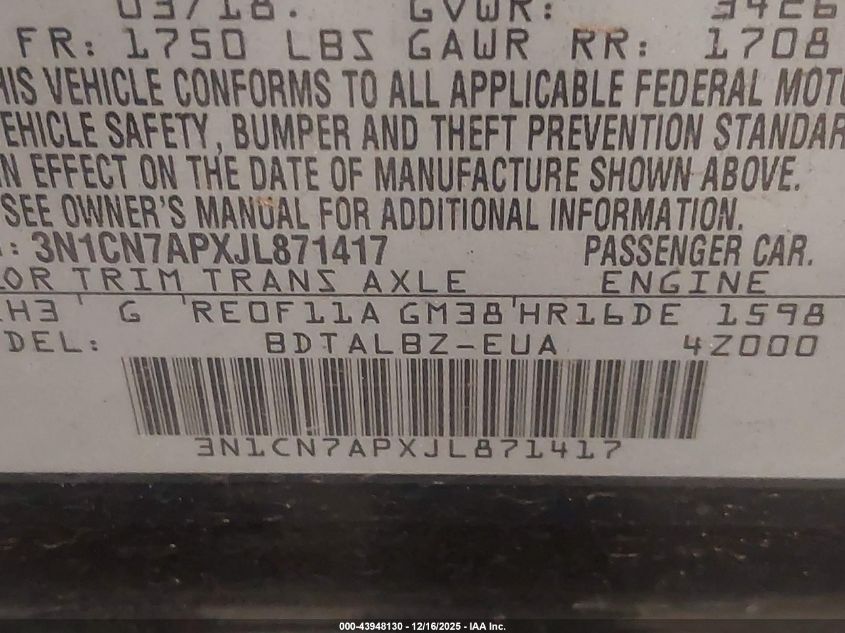 03/18. GVWR: 3426
FR: 1750 LBS GAWR RR: 1708
HIS VEHICLE CONFORMS TO ALL APPLICABLE FEDERAL MOTO
EHICLE SAFETY, BUMPER AND THEFT PREVENTION STANDAR
N EFFECT ON THE DATE OF MANUFACTURE SHOWN ABOVE.
SEE OWNER'S MANUAL FOR ADDITIONAL INFORMATION.
: 3N1CN7APXJL871417 PASSENGER CAR.
OR TRIM TRANS AXLE ENGINE
H3 G RE0F11A GM38 HR16DE 1598
DEL: BDTALBZ-EUA 4Z000
3N1CN7APXJL871417
000-43948130 - 12/16/2025 - IAA Inc.